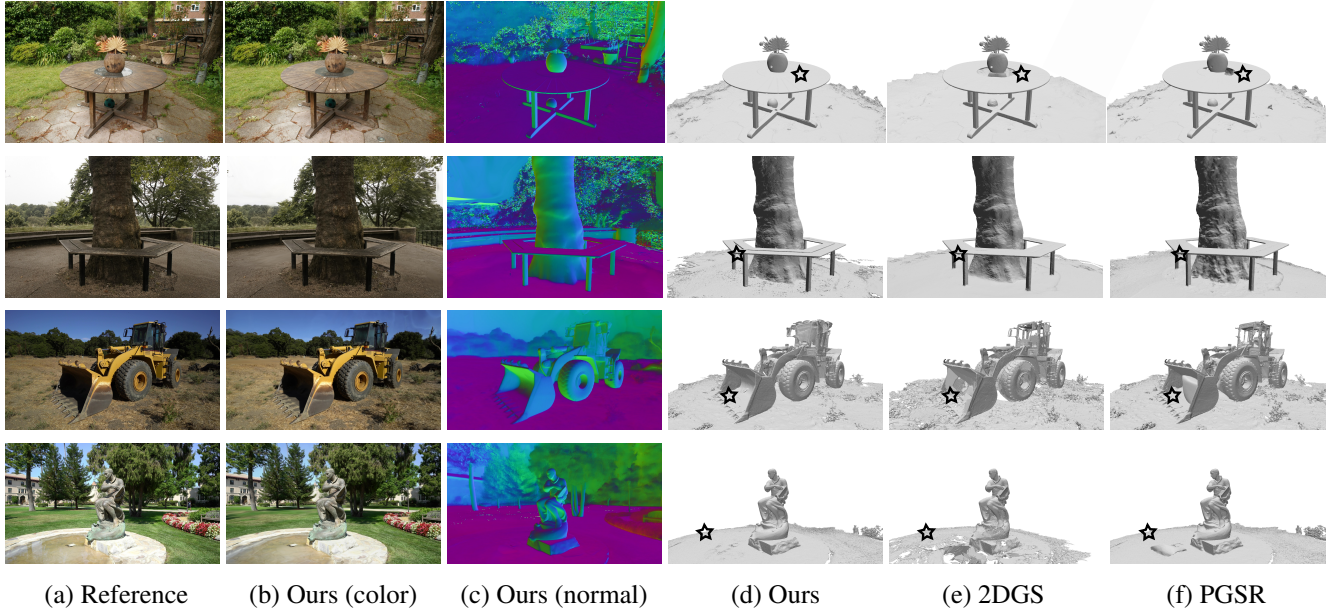 (a) Reference
(b) Ours (color)
(c) Ours (normal)
(d) Ours
(e) 2DGS
(f) PGSR